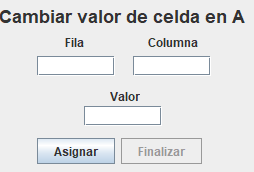 Cambiar valor de celda en A
Fila Columna
Valor
Asignar Finalizar